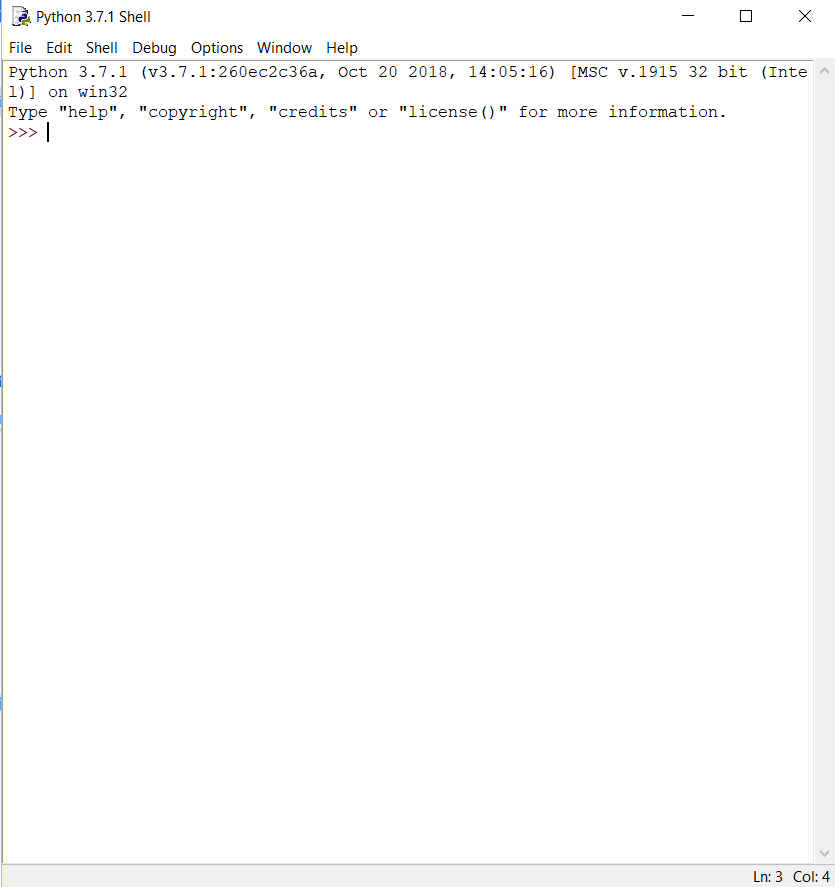 Python 3.7.1 Shell
File Edit Shell Debug Options Window Help
Python 3.7.1 (v3.7.1:260ec2c36a, Oct 20 2018, 14:05:16) [MSC v.1915 32 bit (Inte
l)] on win32
Type "help", "copyright", "credits" or "license()" for more information.
>>>
Ln: 3 Col: 4